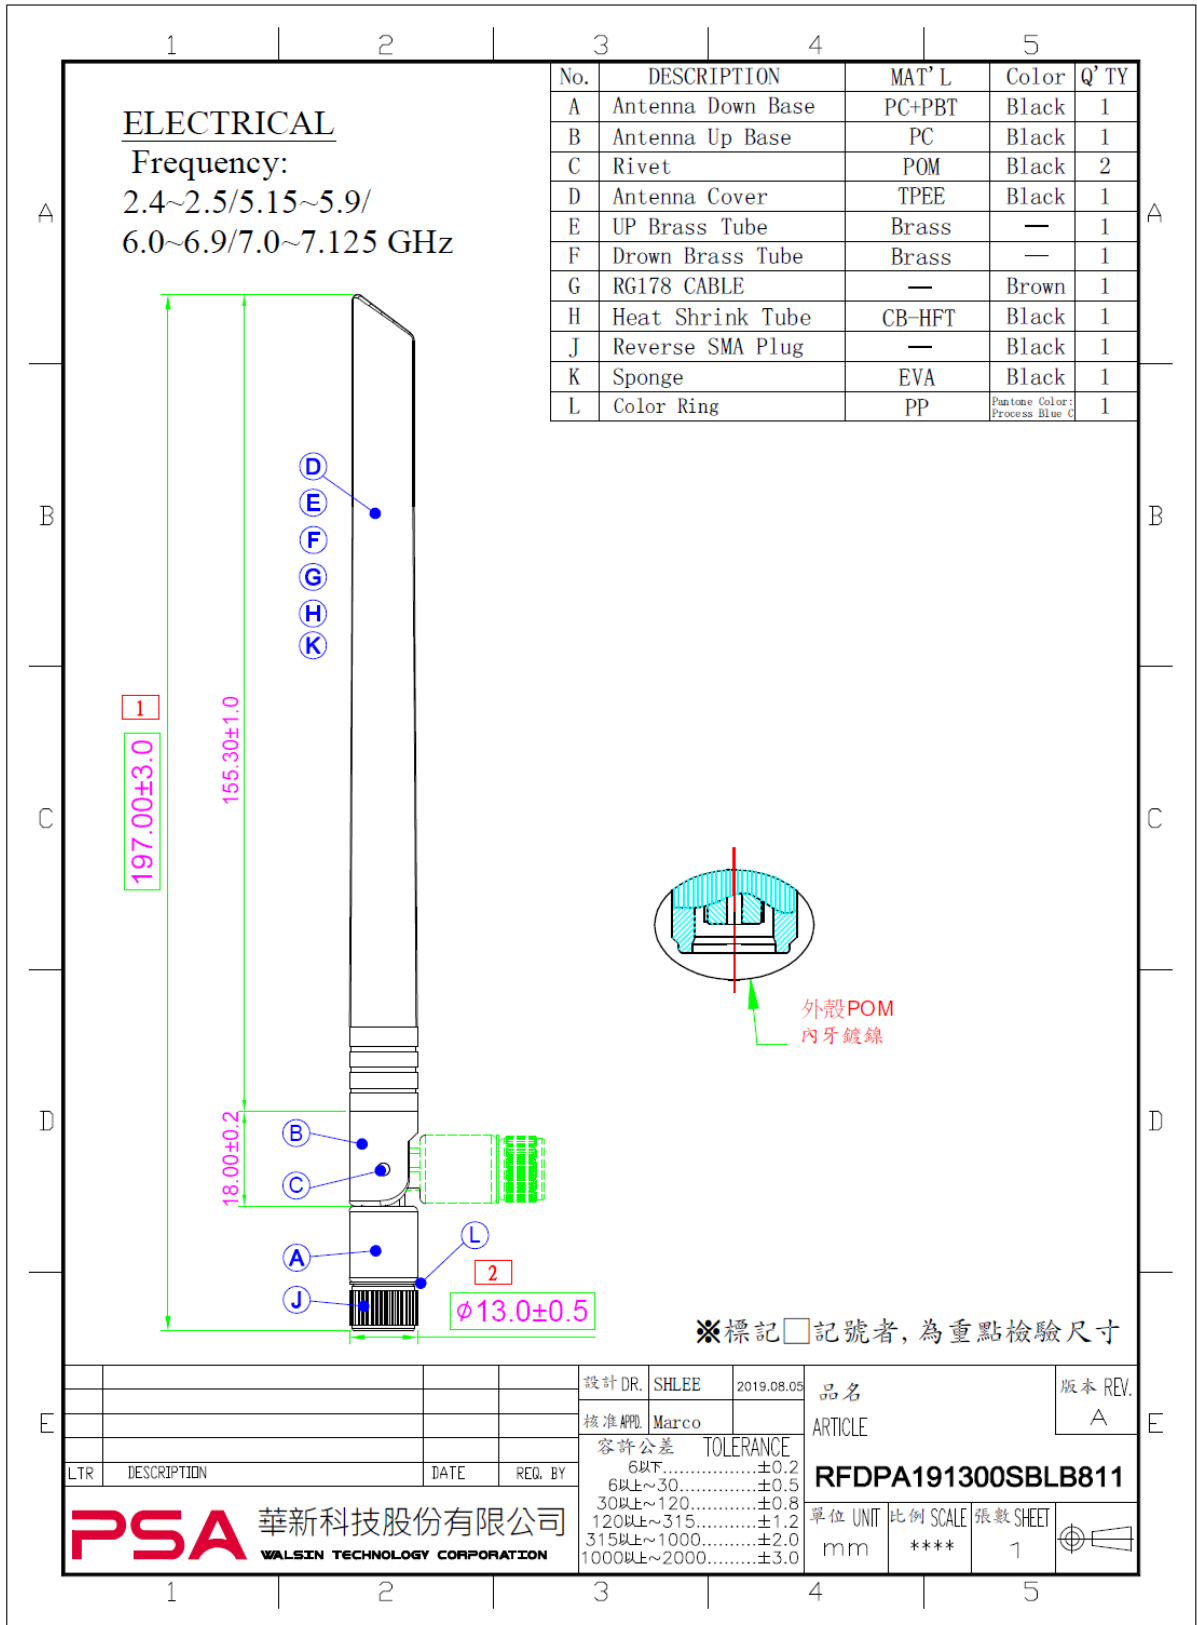 1 2 3 4 5
ELECTRICAL
Frequency:
2.4~2.5/5.15~5.9/
6.0~6.9/7.0~7.125 GHz
No. DESCRIPTION MAT'L Color Q'TY
A Antenna Down Base PC+PBT Black 1
B Antenna Up Base PC Black 1
C Rivet POM Black 2
D Antenna Cover TPEE Black 1
E UP Brass Tube Brass — 1
F Drown Brass Tube Brass — 1
G RG178 CABLE — Brown 1
H Heat Shrink Tube CB-HFT Black 1
J Reverse SMA Plug — Black 1
K Sponge EVA Black 1
L Color Ring PP Pantone Color: Process Blue C 1
A A
B B
C C
D D
E E
D
E
F
G
H
K
1
197.00±3.0
155.30±1.0
18.00±0.2
B
C
A
L
J
2
φ13.0±0.5
外殼POM
內牙鍍鎳
※標記□記號者,為重點檢驗尺寸
LTR DESCRIPTION DATE REQ. BY
設計 DR. SHLEE 2019.08.05
核准 APPD. Marco
容許公差 TOLERANCE
6以下..............±0.2
6以上~30............±0.5
30以上~120..........±0.8
120以上~315.........±1.2
315以上~1000........±2.0
1000以上~2000.......±3.0
品名
ARTICLE
版本 REV.
A
RFDPA191300SBLB811
單位 UNIT 比例 SCALE 張數 SHEET
mm **** 1
PSA 華新科技股份有限公司
WALSIN TECHNOLOGY CORPORATION
1 2 3 4 5